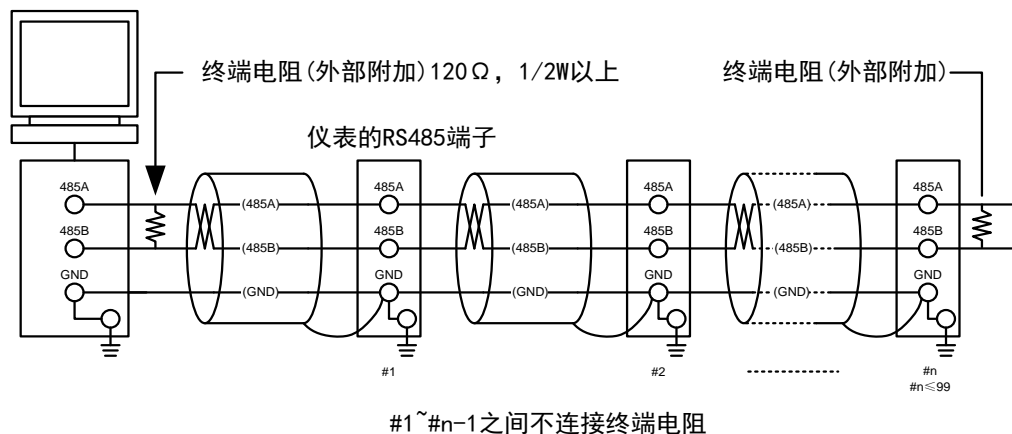 终端电阻(外部附加)120Ω，1/2W以上
终端电阻(外部附加)
仪表的RS485端子
485A
(485A)
485A
(485A)
485A
(485A)
485A
485B
(485B)
485B
(485B)
485B
(485B)
485B
GND
(GND)
GND
(GND)
GND
(GND)
GND
#1
#2
#n
#n≤99
#1~#n-1之间不连接终端电阻